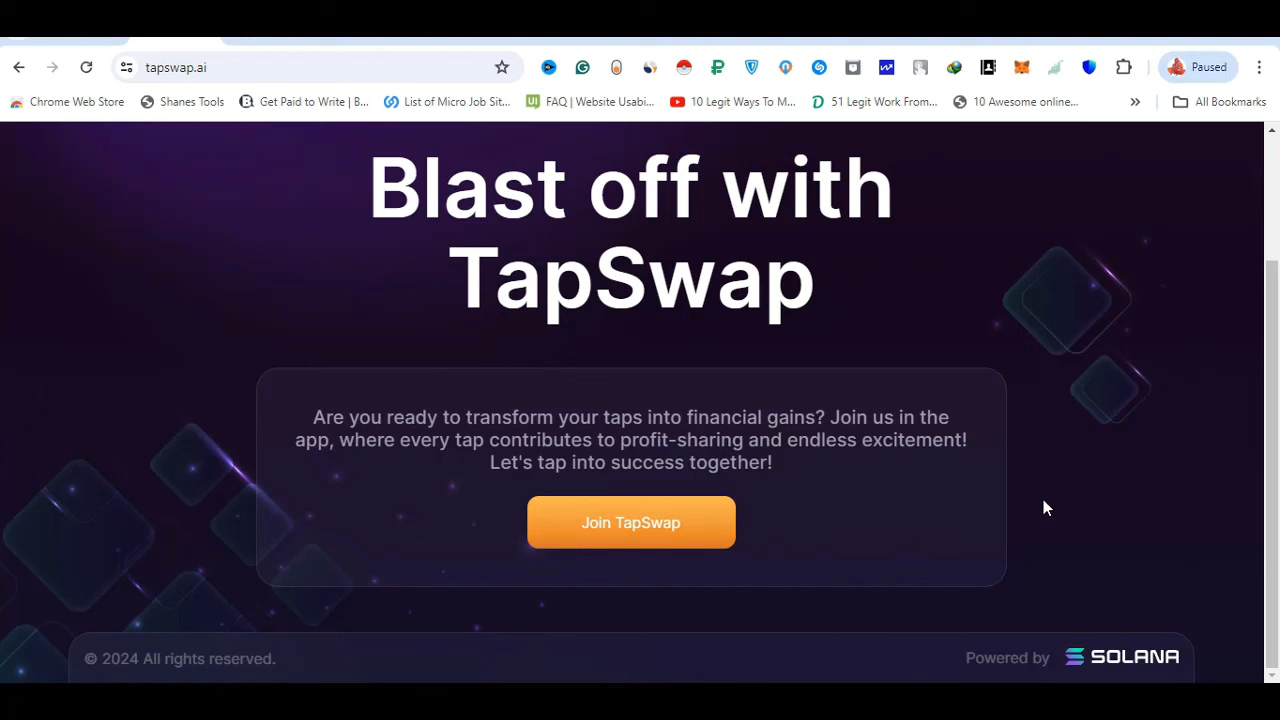 tapswap.ai
Paused
Chrome Web Store
Shanes Tools
Get Paid to Write | B...
List of Micro Job Sit...
FAQ | Website Usabi...
10 Legit Ways To M...
51 Legit Work From...
10 Awesome online...
All Bookmarks
Blast off with
TapSwap
Are you ready to transform your taps into financial gains? Join us in the
app, where every tap contributes to profit-sharing and endless excitement!
Let's tap into success together!
Join TapSwap
© 2024 All rights reserved.
Powered by SOLANA